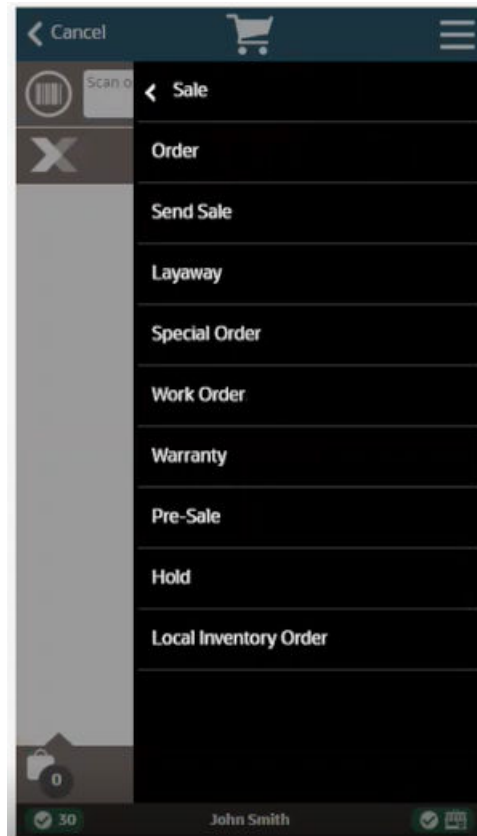 Cancel
Scan o
Sale
Order
Send Sale
Layaway
Special Order
Work Order
Warranty
Pre-Sale
Hold
Local Inventory Order
0
30
John Smith